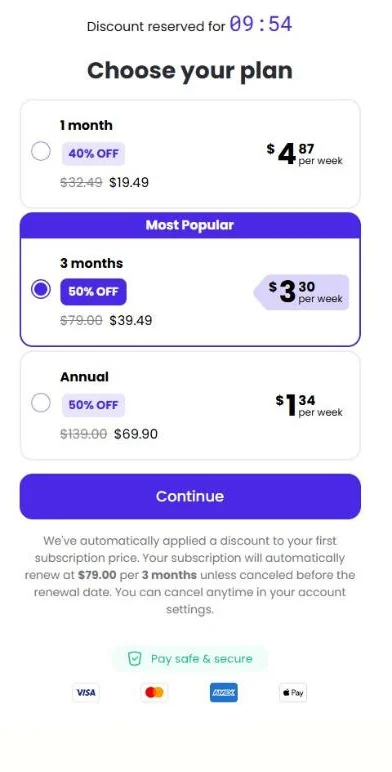 Discount reserved for 09:54
Choose your plan
1 month
40% OFF
$32.49 $19.49
$4 87
per week
Most Popular
3 months
50% OFF
$79.00 $39.49
$3 30
per week
Annual
50% OFF
$139.00 $69.90
$1 34
per week
Continue
We've automatically applied a discount to your first
subscription price. Your subscription will automatically
renew at $79.00 per 3 months unless canceled before the
renewal date. You can cancel anytime in your account
settings.
Pay safe & secure
VISA
AMEX
Pay